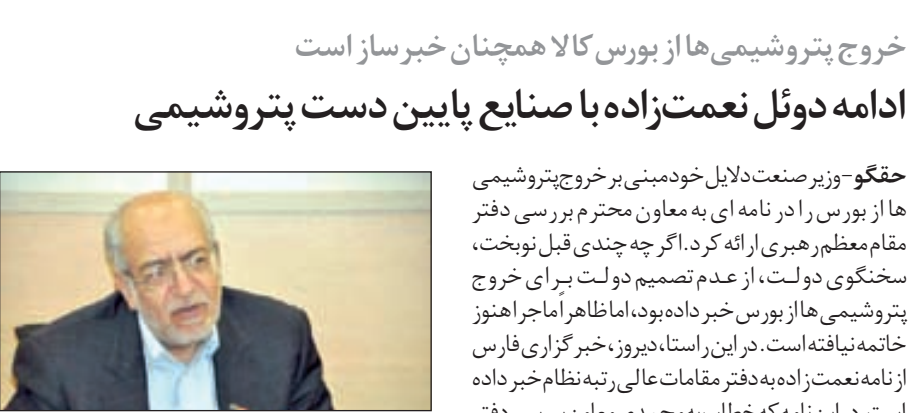 خروج پتروشیمی‌ها از بورس کالا همچنان خبر ساز است
ادامه دوئل نعمت‌زاده با صنایع پایین دست پتروشیمی
حقگو-وزیر صنعت دلایل خود مبنی بر خروج پتروشیمی
ها از بورس را در نامه ای به معاون محترم بررسی دفتر
مقام معظم رهبری ارائه کرد. اگر چه چندی قبل نوبخت،
سخنگوی دولت، از عدم تصمیم دولت برای خروج
پتروشیمی ها از بورس خبر داده بود، اما ظاهراً ماجرا هنوز
خاتمه نیافته است. در این راستا، دیروز، خبرگزاری فارس
از نامه نعمت زاده به دفتر مقامات عالی رتبه نظام خبر داده